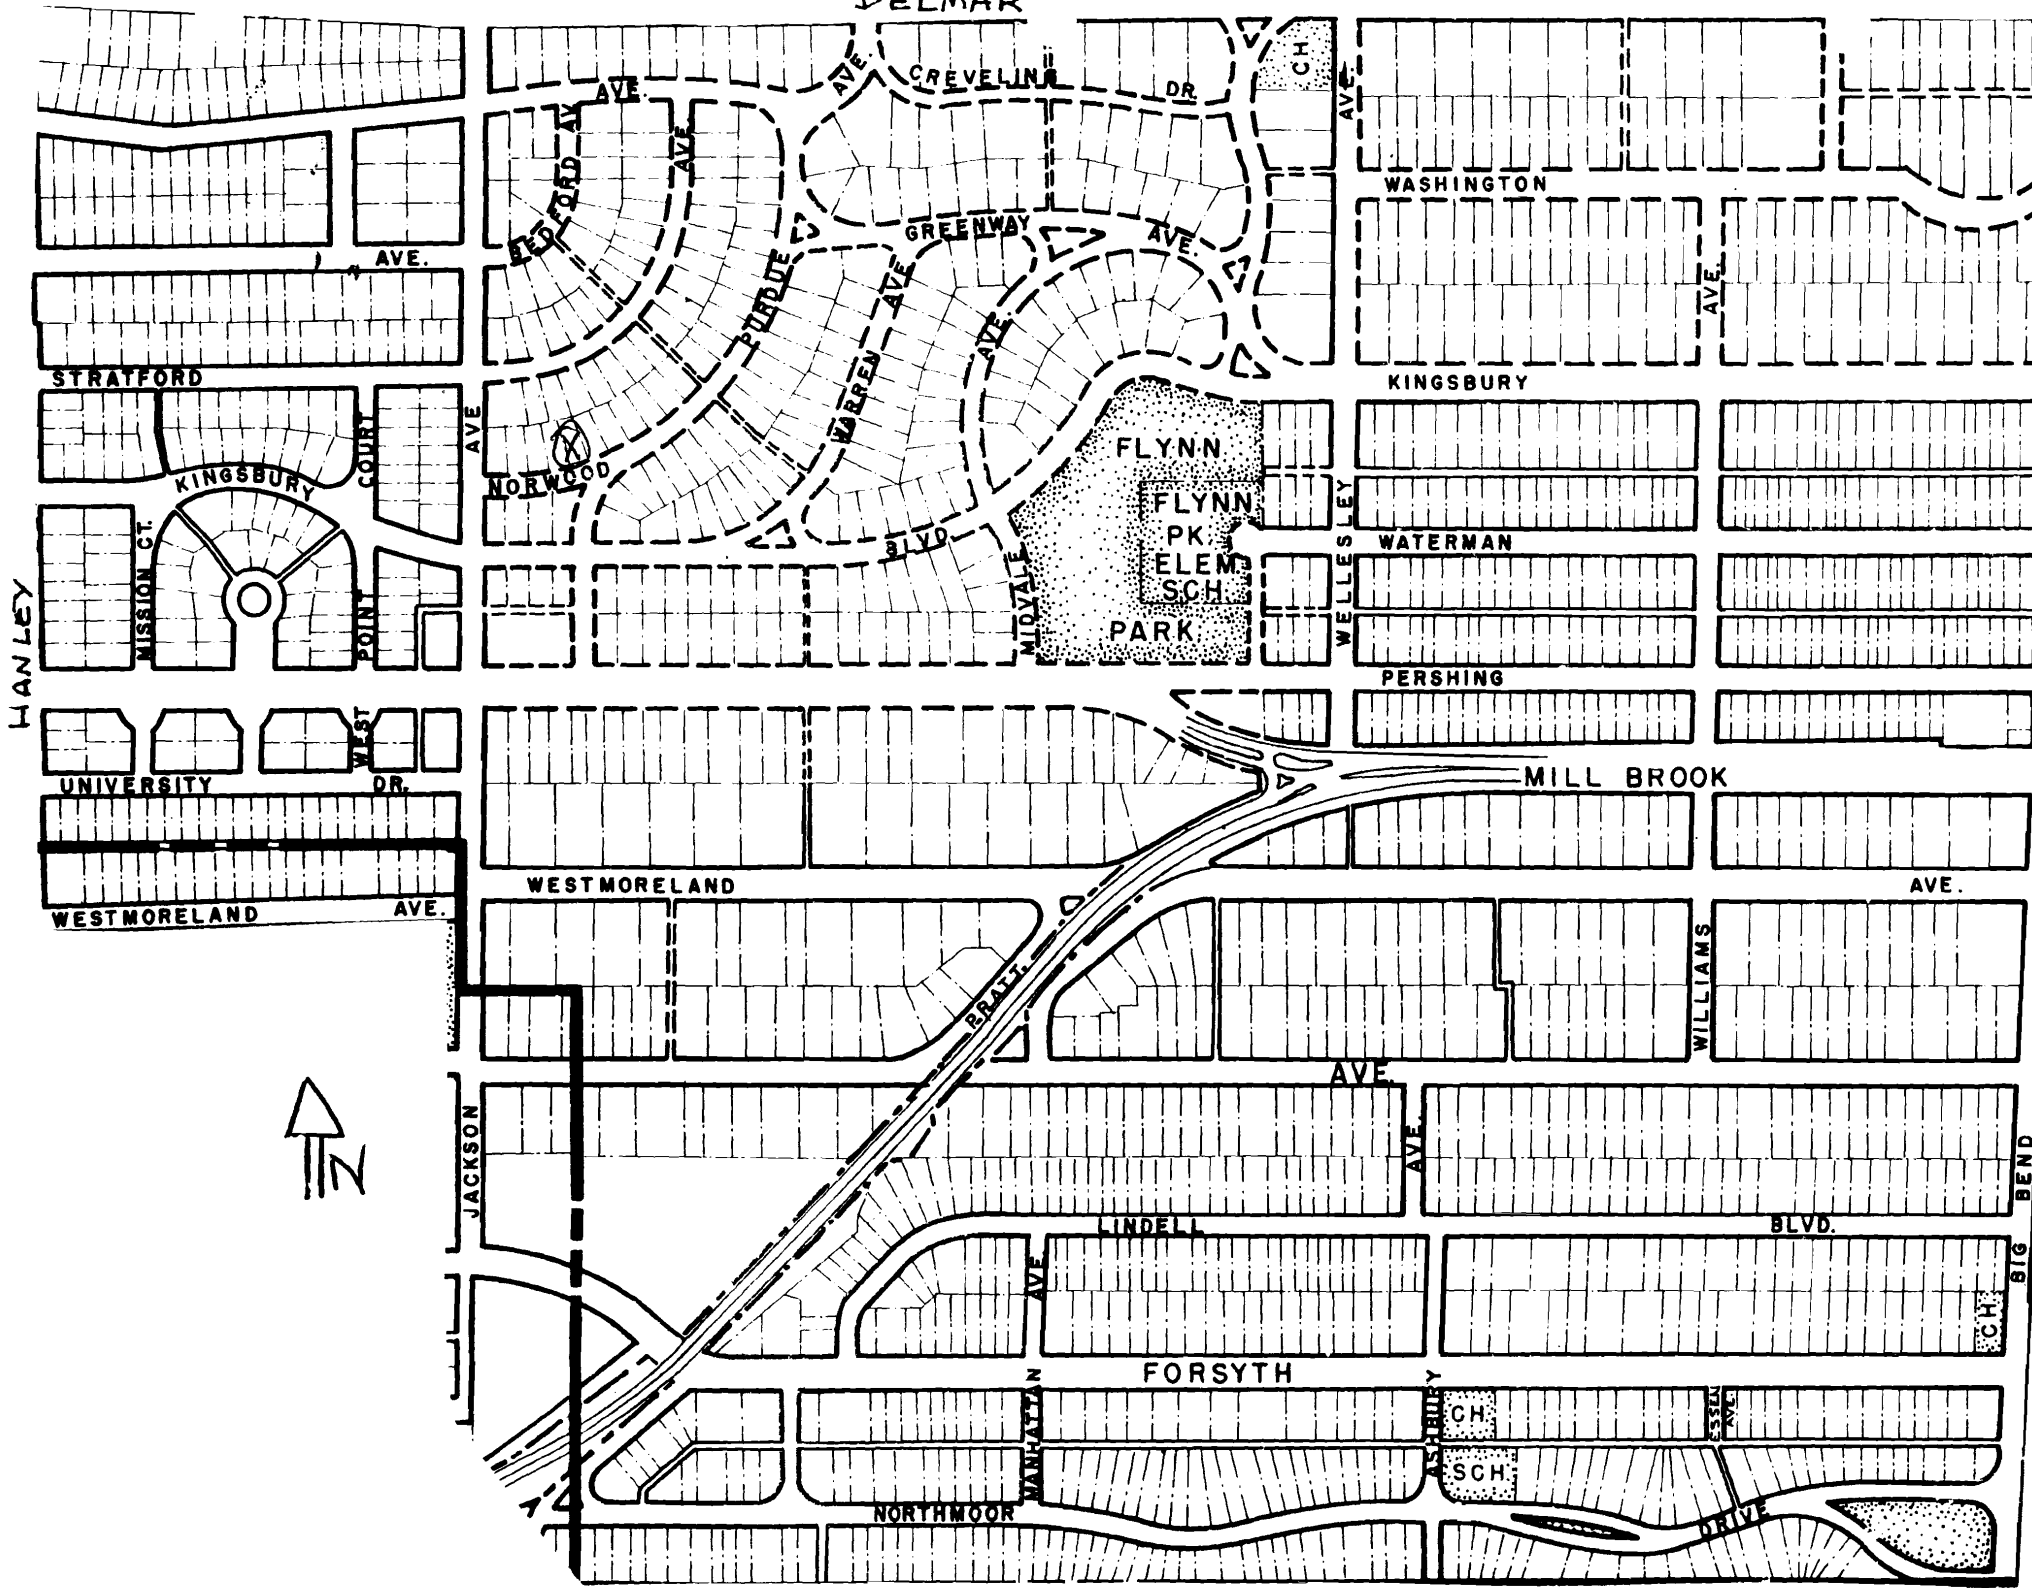 DELMAR
AVE.
CREVELING
DR.
CH
AVE.
AVE.
BEDFORD AV.
AVE
WASHINGTON
GREENWAY
AVE.
AVE.
PURDUE
WARREN AVE
AVE.
AVE.
STRATFORD
KINGSBURY
COURT
AVE
NORWOOD
FLYNN
KINGSBURY
FLYNN
PK.
ELEM.
SCH.
PARK
BLVD.
WATERMAN
WELLESLEY
MISSION CT.
POINT
MIDVALE
HANLEY
PERSHING
WEST
UNIVERSITY
DR.
MILL BROOK
WESTMORELAND
AVE.
WESTMORELAND
AVE.
PRATT
WILLIAMS
AVE.
N
JACKSON
AVE.
BEND
LINDELL
BLVD.
BIG
AVE
CH.
FORSYTH
MANHATTAN
ASHBURY
CH.
ESSEN
AVE.
SCH.
NORTHMOOR
DRIVE